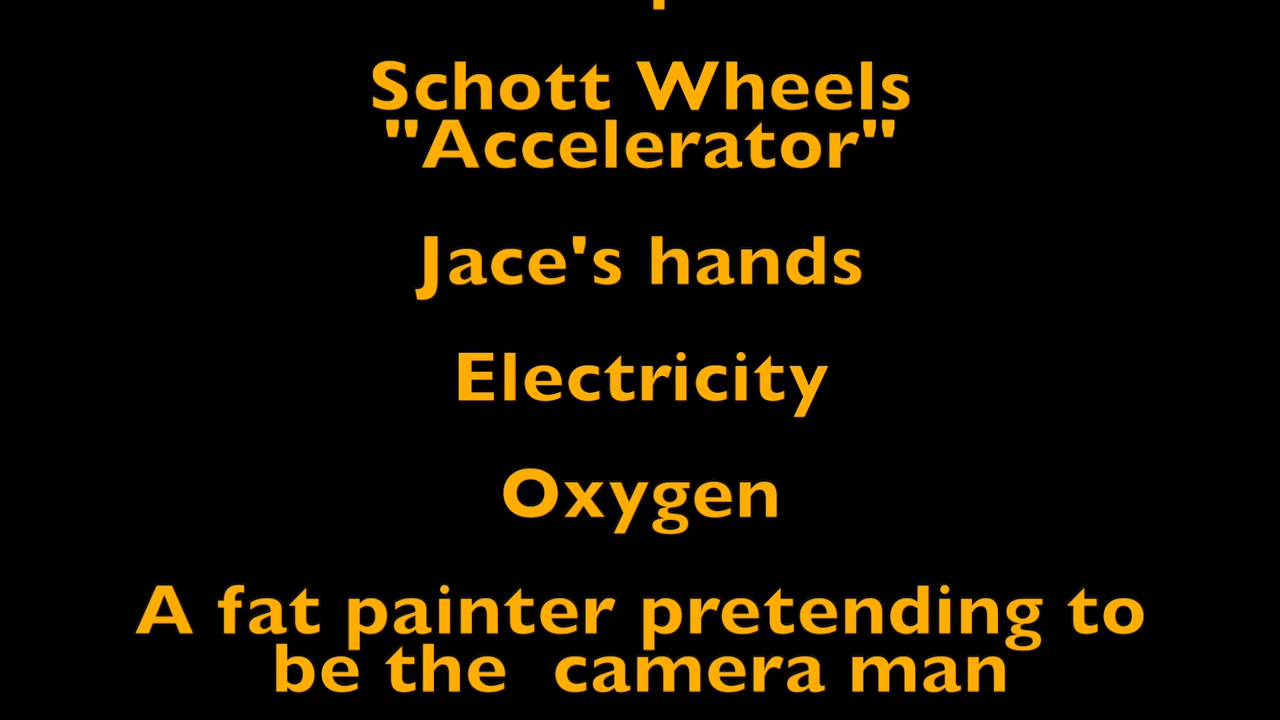 Schott Wheels
"Accelerator"
Jace's hands
Electricity
Oxygen
A fat painter pretending to
be the  camera man